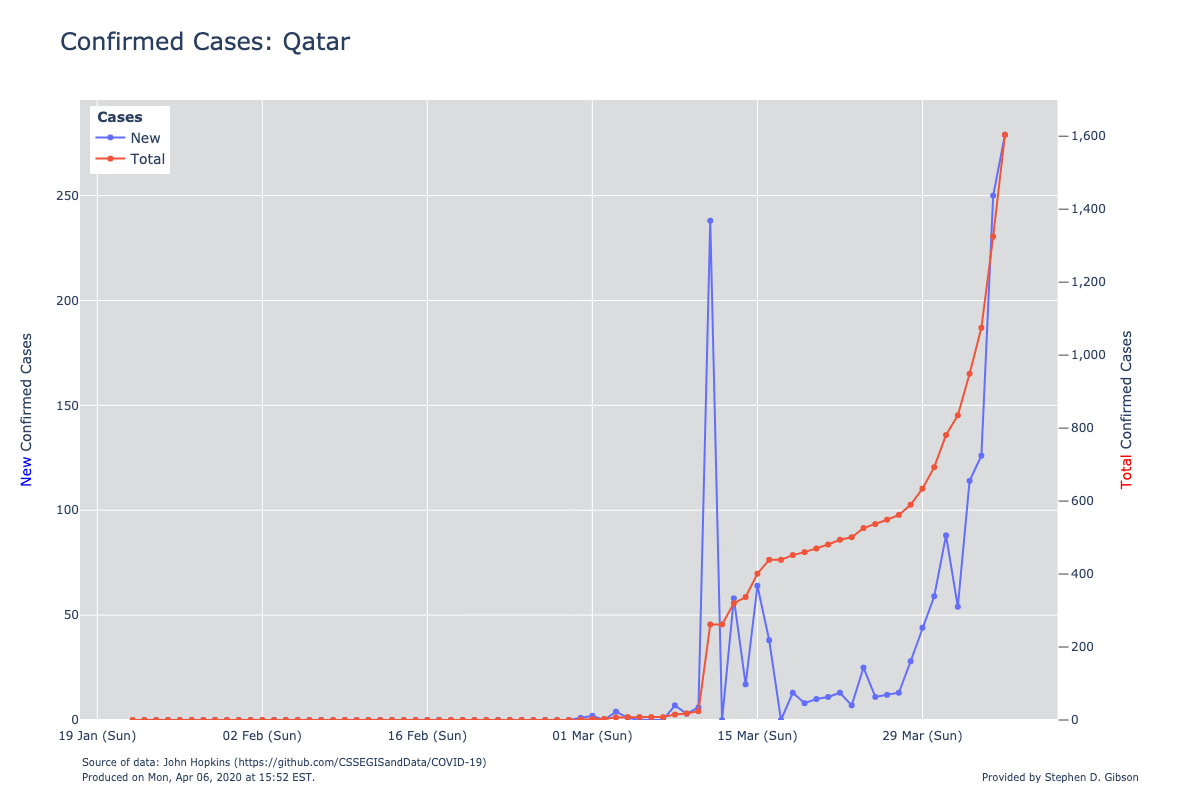 Confirmed Cases: Qatar
Cases
New
Total
250
200
150
100
50
0
New Confirmed Cases
1,600
1,400
1,200
1,000
800
600
400
200
0
Total Confirmed Cases
19 Jan (Sun) 02 Feb (Sun) 16 Feb (Sun) 01 Mar (Sun) 15 Mar (Sun) 29 Mar (Sun)
Source of data: John Hopkins (https://github.com/CSSEGISandData/COVID-19)
Produced on Mon, Apr 06, 2020 at 15:52 EST.
Provided by Stephen D. Gibson